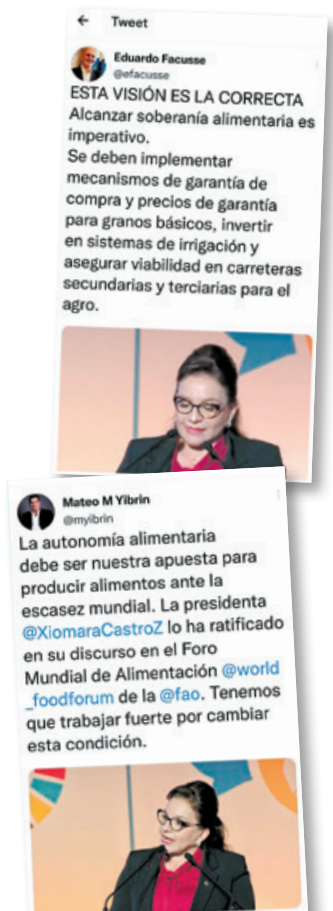 ← Tweet
Eduardo Facusse
@efacusse
ESTA VISIÓN ES LA CORRECTA
Alcanzar soberanía alimentaria es
imperativo.
Se deben implementar
mecanismos de garantía de
compra y precios de garantía
para granos básicos, invertir
en sistemas de irrigación y
asegurar viabilidad en carreteras
secundarias y terciarias para el
agro.
Mateo M Yibrin
@myibrin
La autonomía alimentaria
debe ser nuestra apuesta para
producir alimentos ante la
escasez mundial. La presidenta
@XiomaraCastroZ lo ha ratificado
en su discurso en el Foro
Mundial de Alimentación @world
_foodforum de la @fao. Tenemos
que trabajar fuerte por cambiar
esta condición.